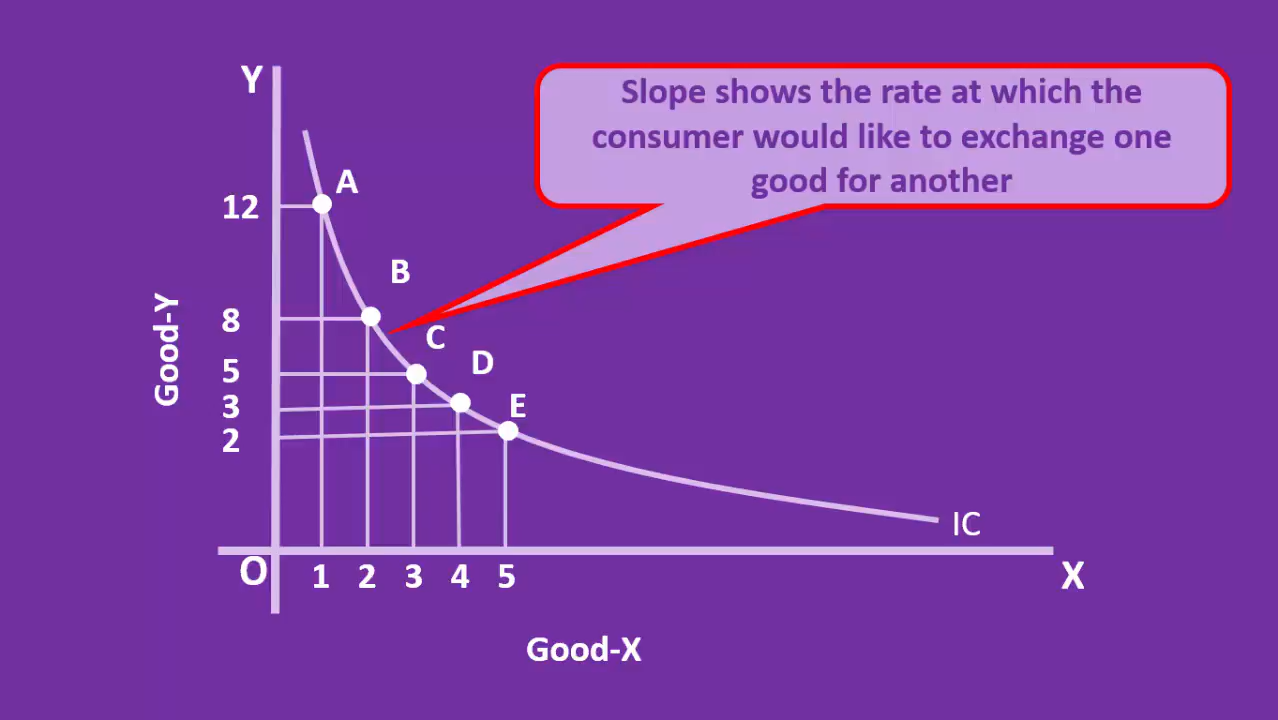 Y
Slope shows the rate at which the
consumer would like to exchange one
good for another
A
12
B
8
C
D
5
3
E
2
Good-Y
IC
O
1 2 3 4 5
X
Good-X